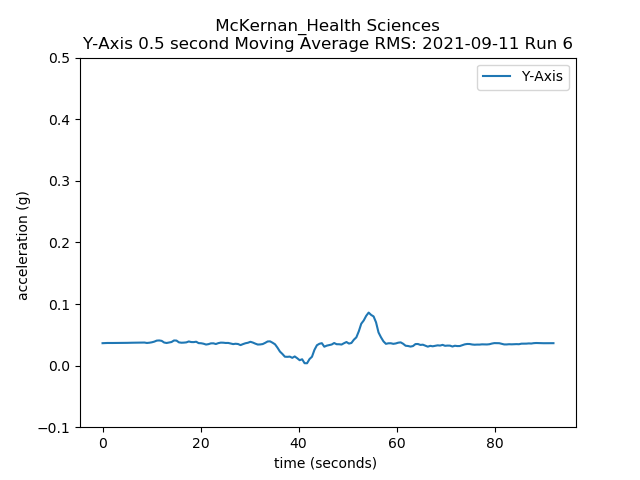 McKernan_Health Sciences
Y-Axis 0.5 second Moving Average RMS: 2021-09-11 Run 6
Y-Axis
0.5
0.4
0.3
0.2
0.1
0.0
−0.1
acceleration (g)
0 20 40 60 80
time (seconds)